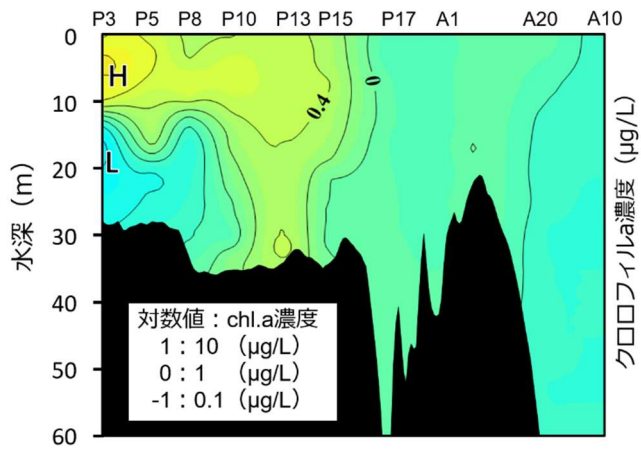 P3 P5 P8 P10 P13 P15 P17 A1 A20 A10
0
10
20
30
40
50
60
水深（m）
H
L
0.4
0
対数値：chl.a濃度
1：10 （μg/L）
0：1 （μg/L）
-1：0.1 （μg/L）
クロロフィルa濃度（μg/L）